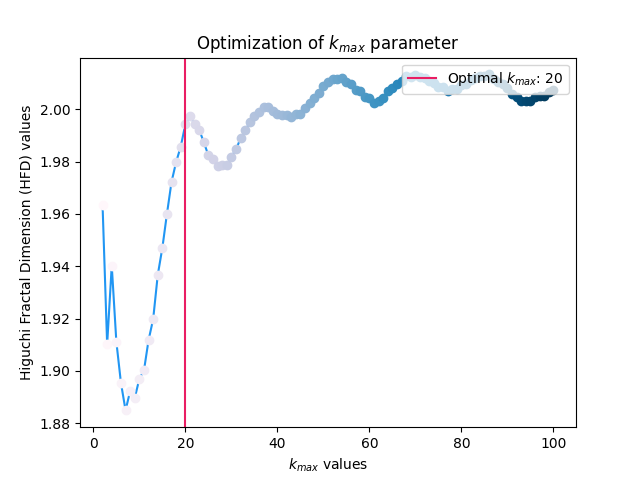 Optimization of $k_{max}$ parameter
Optimal $k_{max}$: 20
Higuchi Fractal Dimension (HFD) values
2.00
1.98
1.96
1.94
1.92
1.90
1.88
0 20 40 60 80 100
$k_{max}$ values